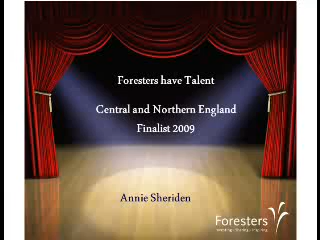 Foresters have Talent
Central and Northern England
Finalist 2009
Annie Sheriden
Foresters